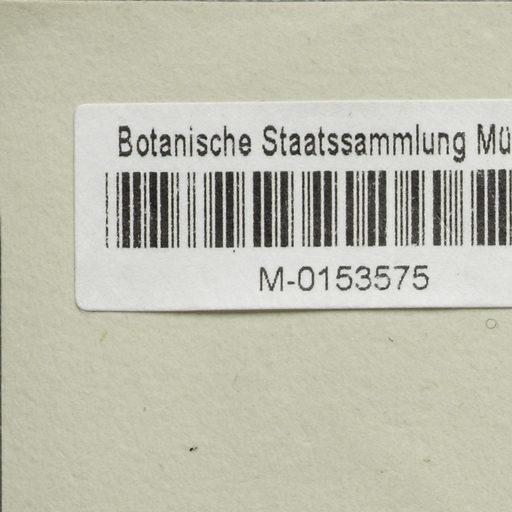 Botanische Staatssammlung Mü
M-0153575